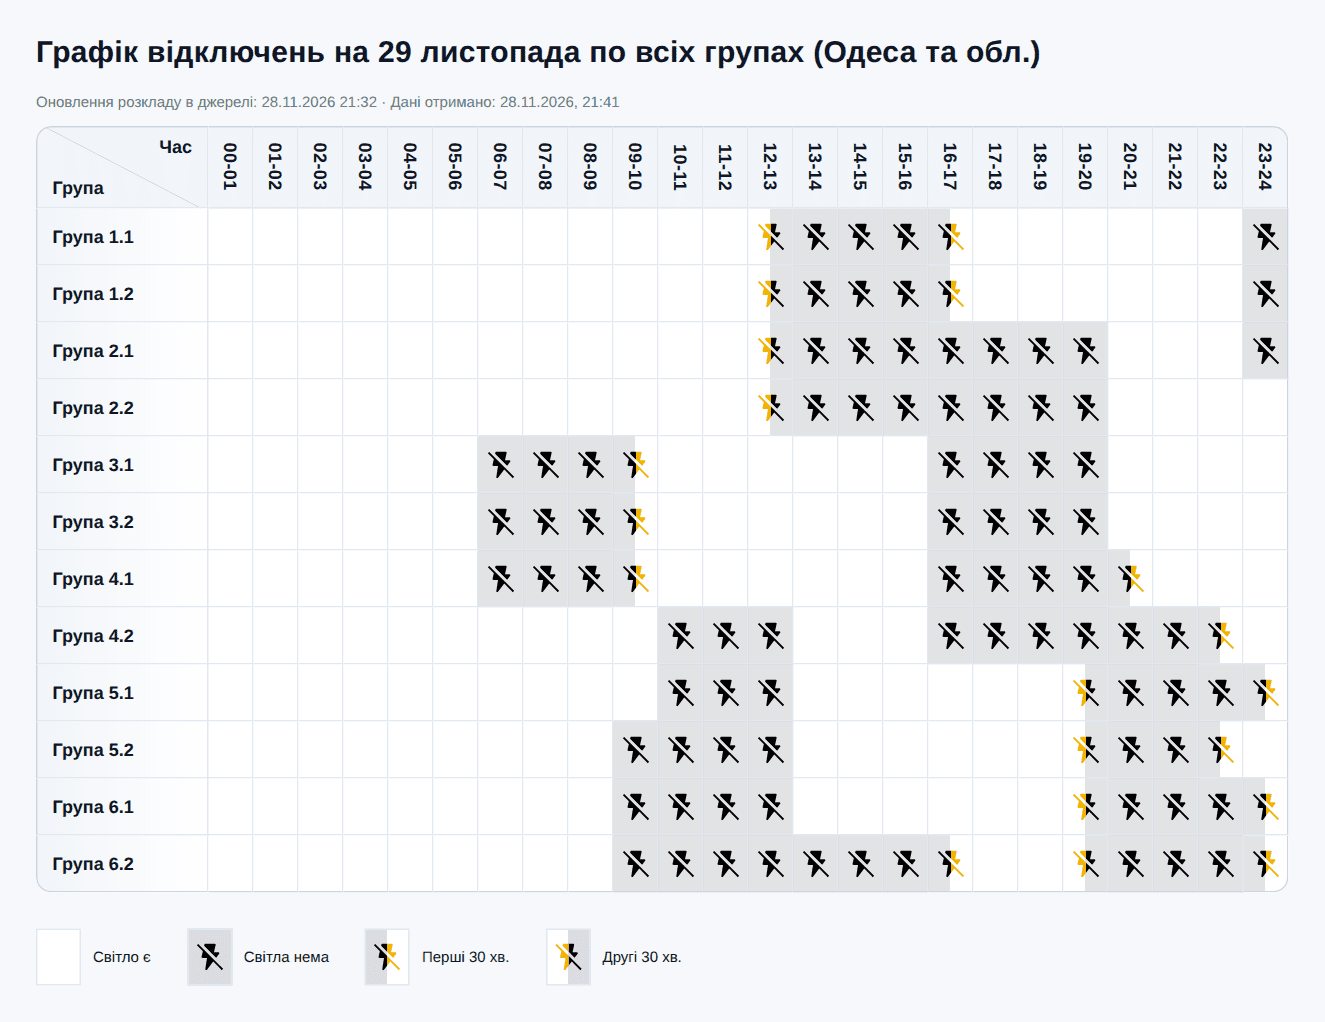 Графік відключень на 29 листопада по всіх групах (Одеса та обл.)
Оновлення розкладу в джерелі: 28.11.2026 21:32 · Дані отримано: 28.11.2026, 21:41
Час
Група
00-01 01-02 02-03 03-04 04-05 05-06 06-07 07-08 08-09 09-10 10-11 11-12 12-13 13-14 14-15 15-16 16-17 17-18 18-19 19-20 20-21 21-22 22-23 23-24
Група 1.1
Група 1.2
Група 2.1
Група 2.2
Група 3.1
Група 3.2
Група 4.1
Група 4.2
Група 5.1
Група 5.2
Група 6.1
Група 6.2
Світло є Світла нема Перші 30 хв. Другі 30 хв.